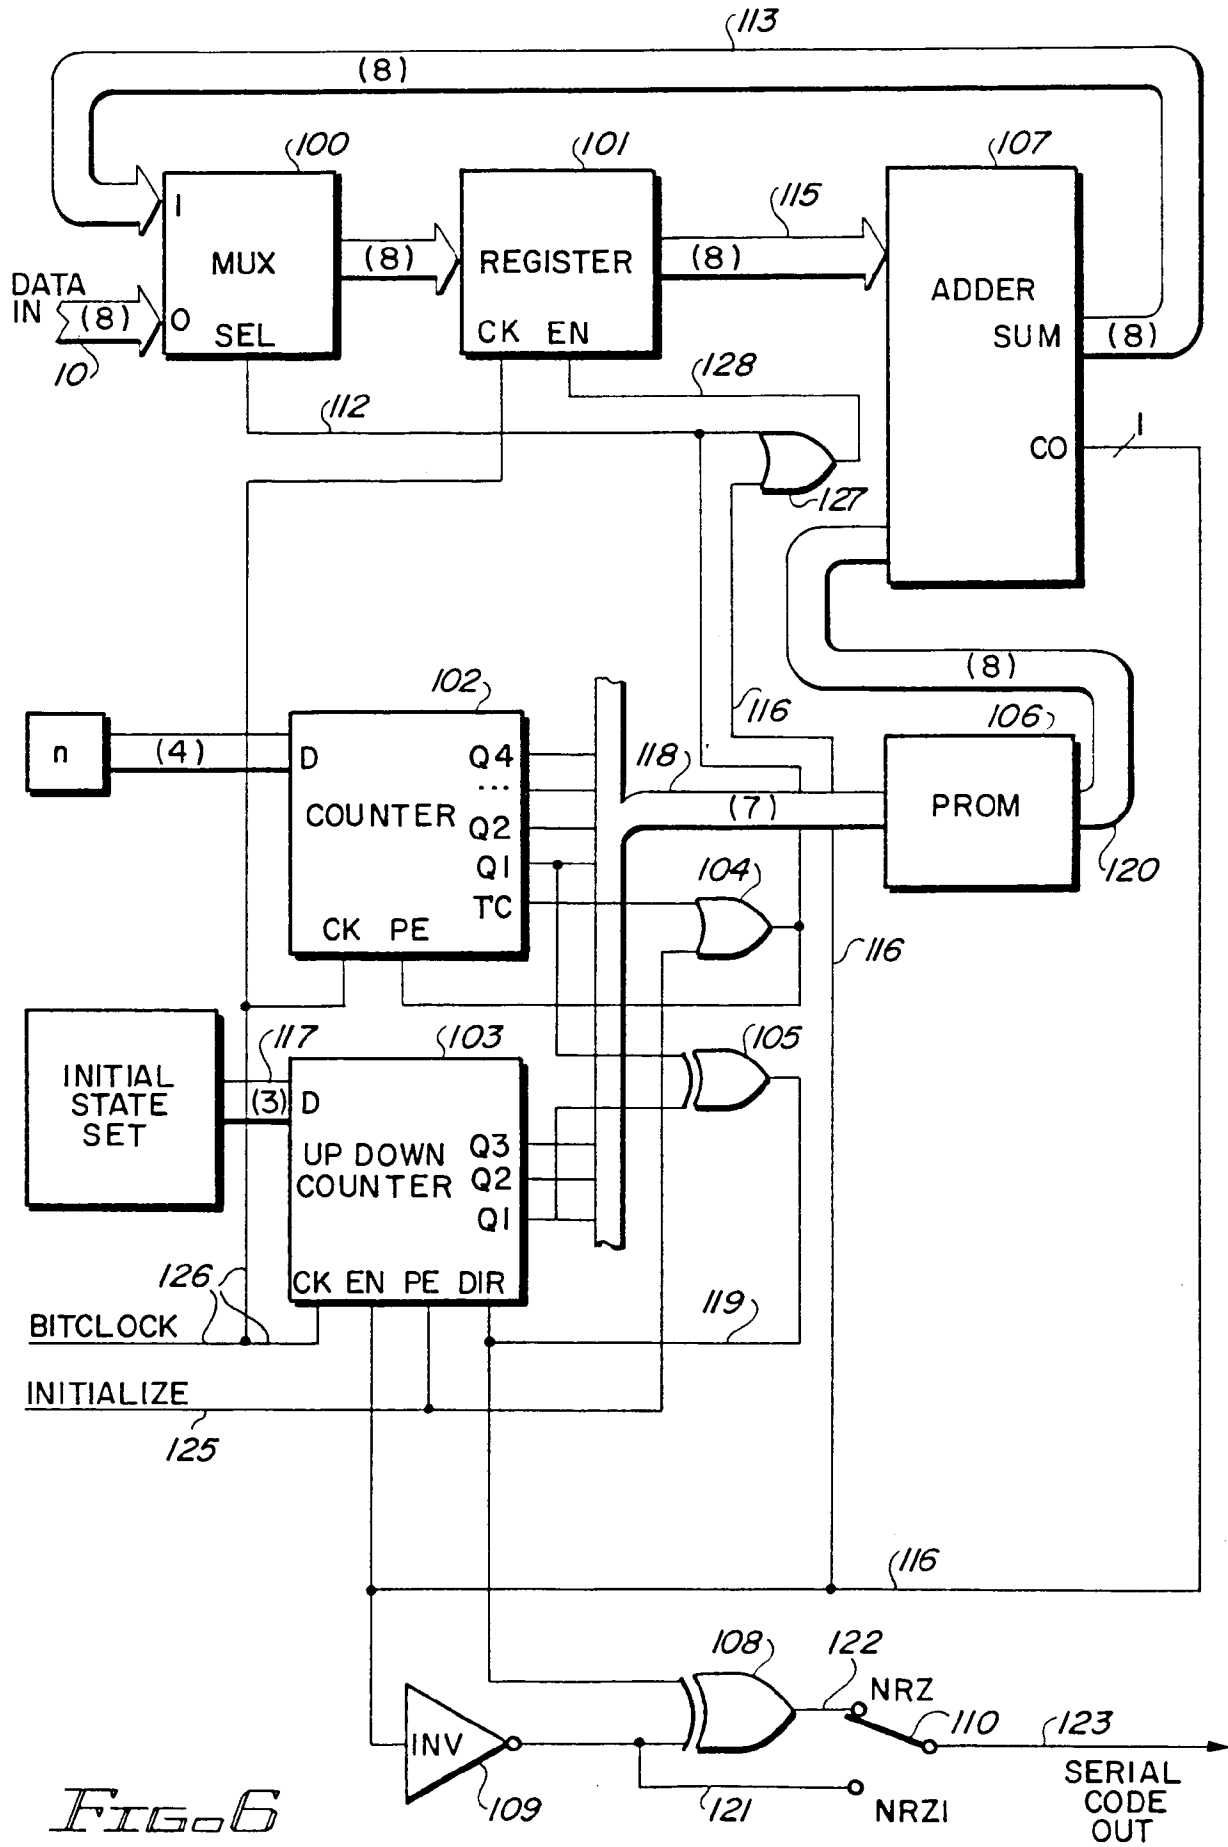 113
(8)
100
101
107
1
MUX
(8)
REGISTER
115
(8)
ADDER
SUM
(8)
DATA
IN
(8)
0
SEL
CK EN
10
112
128
CO
1
127
116
(8)
102
106
n
(4)
D
COUNTER
Q4
...
Q2
Q1
TC
CK PE
118
(7)
PROM
120
104
116
INITIAL
STATE
SET
117
(3)
103
D
UP DOWN
COUNTER
Q3
Q2
Q1
CK EN PE DIR
105
126
BITCLOCK
119
INITIALIZE
125
116
108
122
NRZ
110
123
INV
109
121
NRZ1
SERIAL
CODE
OUT
FIG. 6